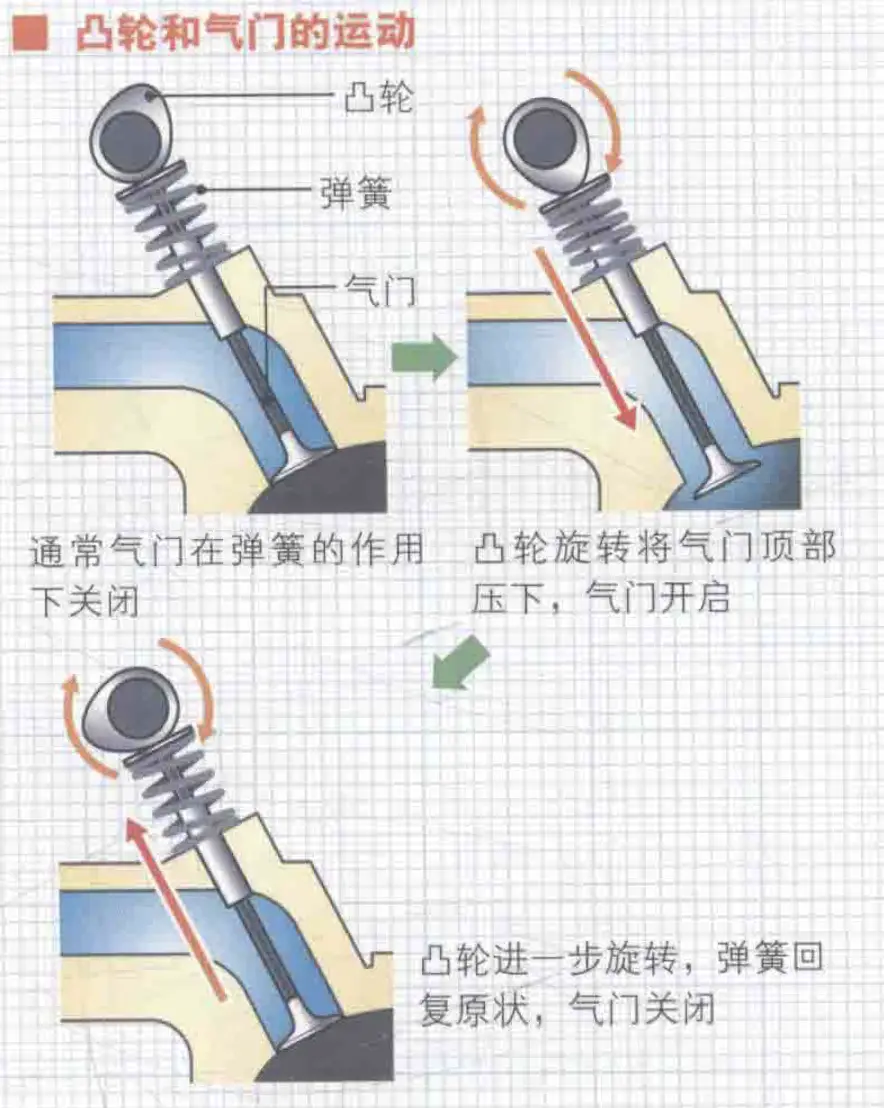 凸轮和气门的运动
凸轮
弹簧
气门
通常气门在弹簧的作用
下关闭
凸轮旋转将气门顶部
压下，气门开启
凸轮进一步旋转，弹簧回
复原状，气门关闭